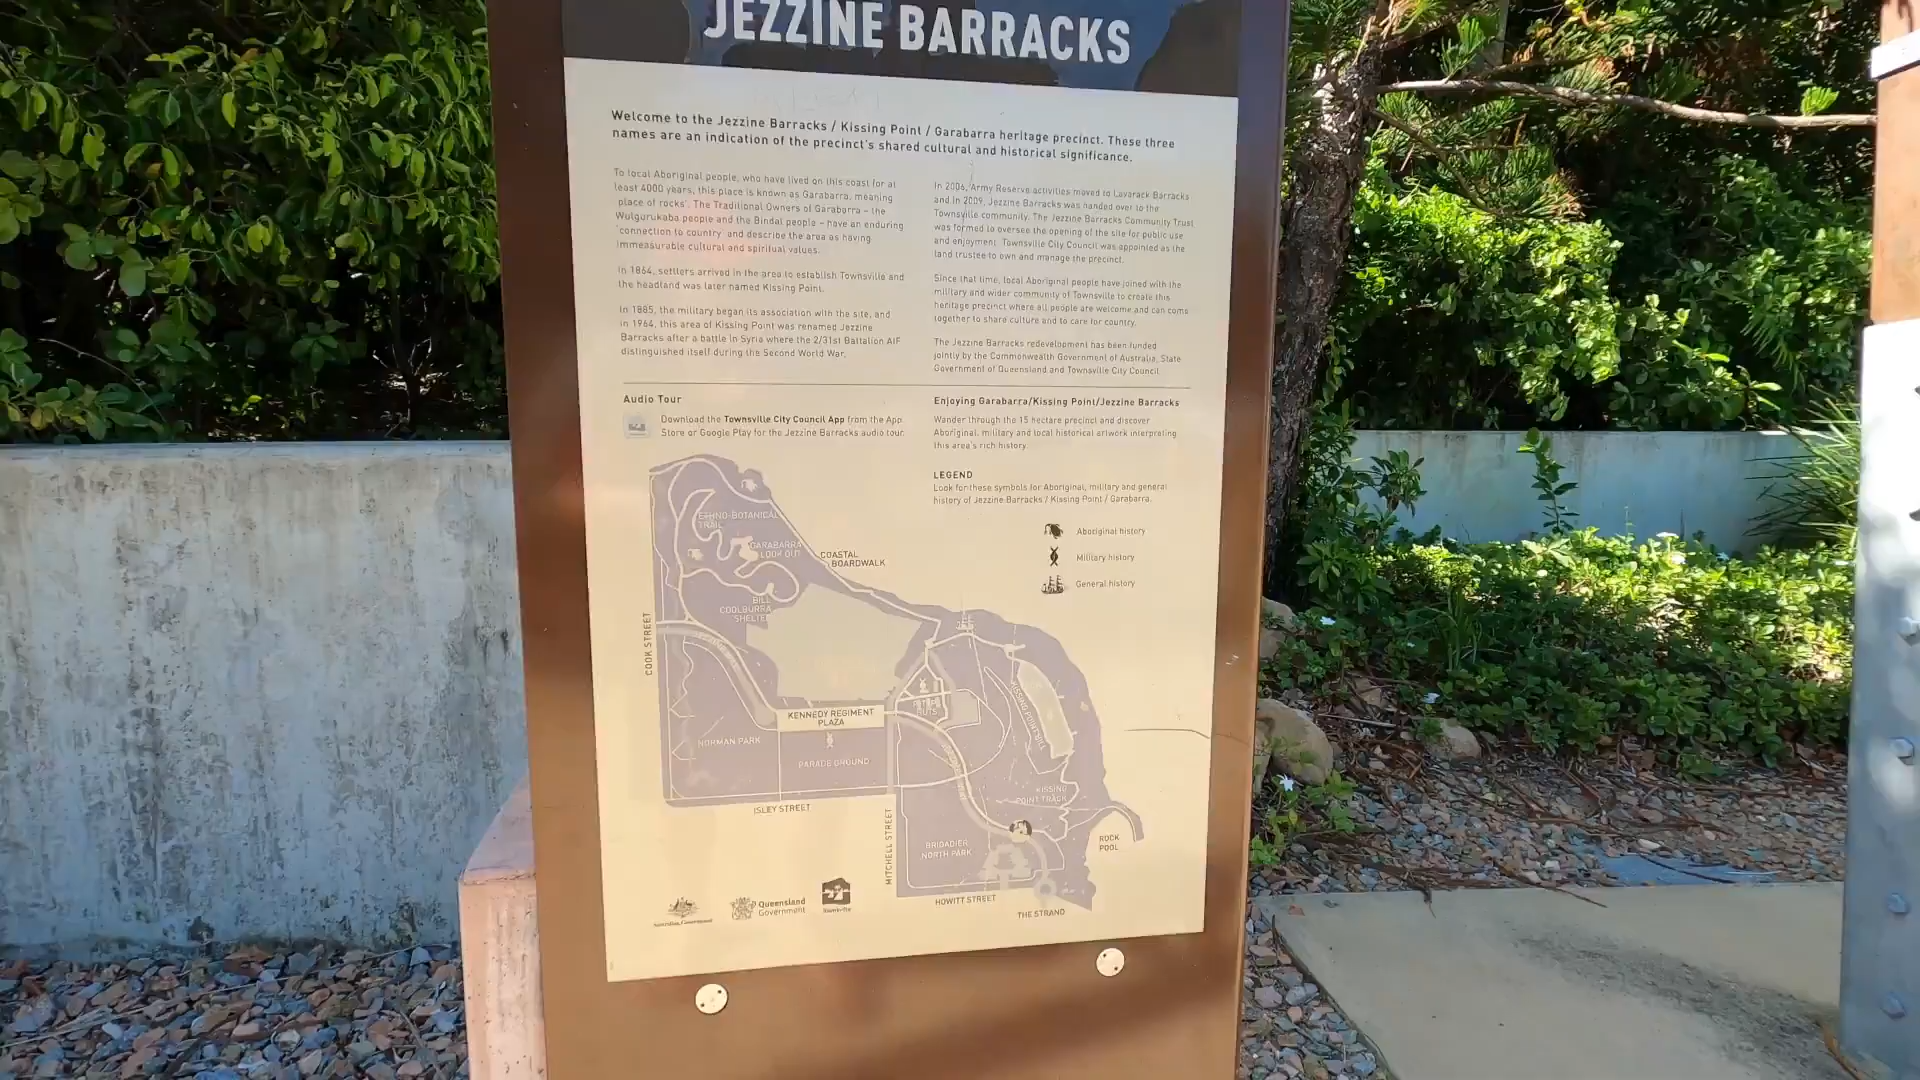 JEZZINE BARRACKS
Welcome to the Jezzine Barracks / Kissing Point / Garabarra heritage precinct. These three
names are an indication of the precinct's shared cultural and historical significance.
To local Aboriginal people, who have lived on this coast for at
least 4000 years, this place is known as Garabarra, meaning
'place of rocks'. The Traditional Owners of Garabarra – the
Wulgurukaba people and the Bindal people – have an enduring
'connection to country' and describe the area as having
immeasurable cultural and spiritual values.
In 1864, settlers arrived in the area to establish Townsville and
the headland was later named Kissing Point.
In 1885, the military began its association with the site, and
in 1964, this area of Kissing Point was renamed Jezzine
Barracks after a battle in Syria where the 2/31st Battalion AIF
distinguished itself during the Second World War.
In 2006, Army Reserve activities moved to Lavarack Barracks
and in 2009, Jezzine Barracks was handed over to the
Townsville community. The Jezzine Barracks Community Trust
was formed to oversee the opening of the site for public use
and enjoyment. Townsville City Council was appointed as the
land trustee to own and manage the precinct.
Since that time, local Aboriginal people have joined with the
military and wider community of Townsville to create this
heritage precinct where all people are welcome and can come
together to share culture and to care for country.
The Jezzine Barracks redevelopment has been funded
jointly by the Commonwealth Government of Australia, State
Government of Queensland and Townsville City Council.
Audio Tour
Download the Townsville City Council App from the App
Store or Google Play for the Jezzine Barracks audio tour.
Enjoying Garabarra/Kissing Point/Jezzine Barracks
Wander through the 15 hectare precinct and discover
Aboriginal, military and local historical artwork interpreting
this area's rich history.
LEGEND
Look for these symbols for Aboriginal, military and general
history of Jezzine Barracks / Kissing Point / Garabarra.
Aboriginal history
Military history
General history
ETHNO-BOTANICAL
TRAIL
GARABARRA
LOOK OUT
COASTAL
BOARDWALK
BILL
COOLBURRA
SHELTER
COOK STREET
KENNEDY REGIMENT
PLAZA
HUTS
KISSING POINT
NORMAN PARK
PARADE GROUND
KISSING
POINT TRACK
ISLEY STREET
MITCHELL STREET
BRIGADIER
NORTH PARK
ROCK
POOL
HOWITT STREET
THE STRAND
Australian Government
Queensland
Government
Townsville